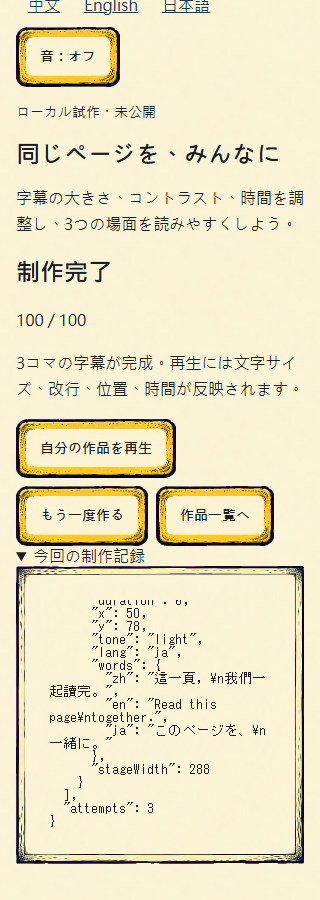 中文 English 日本語
音：オフ
ローカル試作・未公開
同じページを、みんなに
字幕の大きさ、コントラスト、時間を調
整し、3つの場面を読みやすくしよう。
制作完了
100 / 100
3コマの字幕が完成。再生には文字サイ
ズ、改行、位置、時間が反映されます。
自分の作品を再生
もう一度作る 作品一覧へ
▼ 今回の制作記録
"duration": 6,
"x": 50,
"y": 78,
"tone": "light",
"lang": "ja",
"words": {
"zh": "這一頁，¥n我們一
起讀完。",
"en": "Read this
page¥ntogether.",
"ja": "このページを、¥n
一緒に。"
},
"stageWidth": 288
}
],
"attempts": 3
}